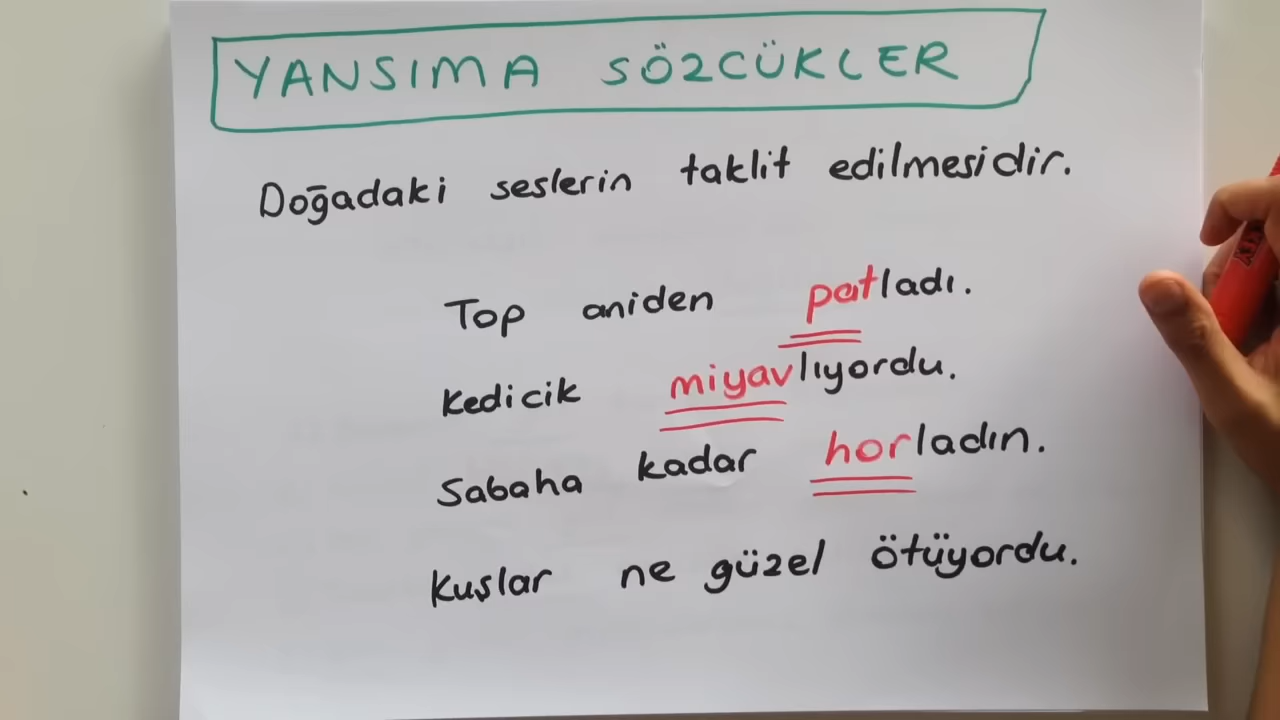 YANSIMA SÖZCÜKLER
Doğadaki seslerin taklit edilmesidir.
Top aniden patladı.
Kedicik miyavlıyordu.
Sabaha kadar horladın.
Kuşlar ne güzel ötüyordu.